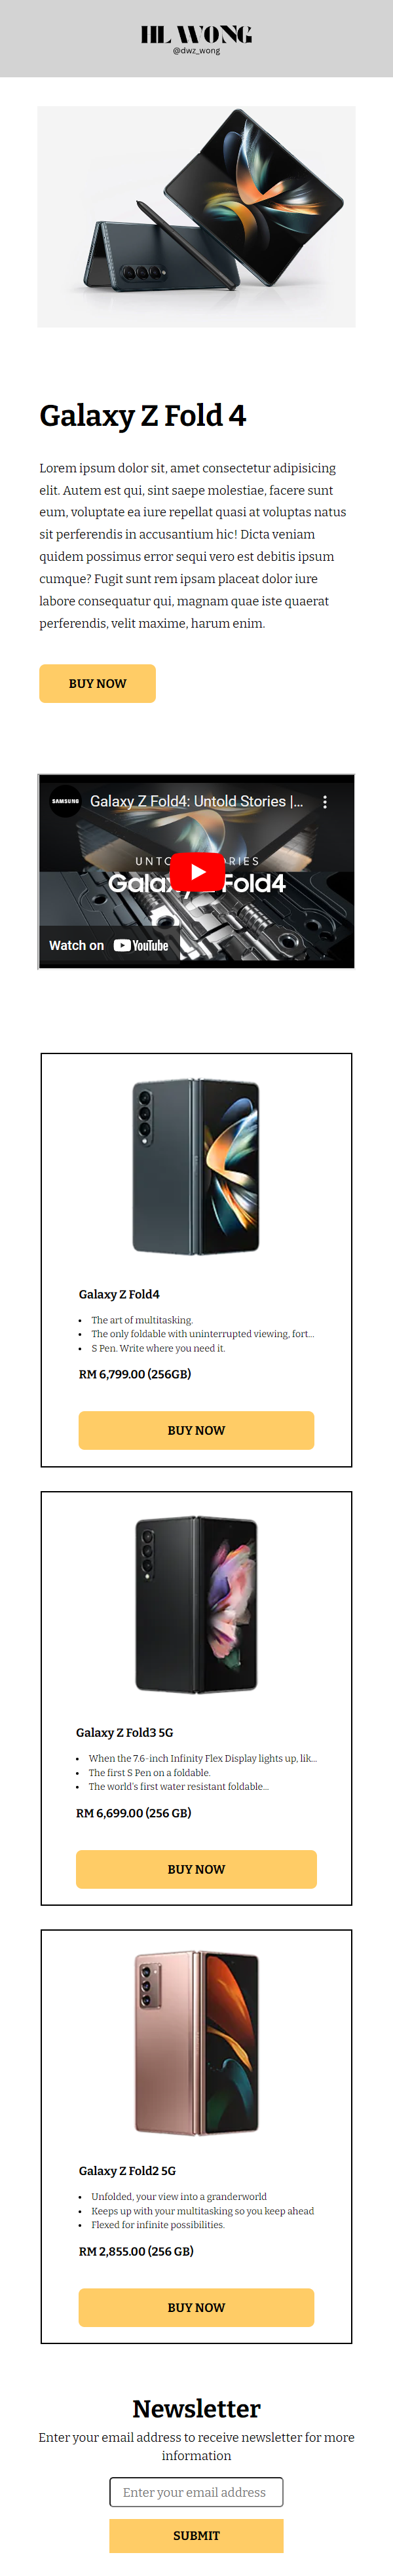 HL WONG
@dwz_wong
Galaxy Z Fold 4
Lorem ipsum dolor sit, amet consectetur adipisicing
elit. Autem est qui, sint saepe molestiae, facere sunt
eum, voluptate ea iure repellat quasi at voluptas natus
sit perferendis in accusantium hic! Dicta veniam
quidem possimus error sequi vero est debitis ipsum
cumque? Fugit sunt rem ipsam placeat dolor iure
labore consequatur qui, magnam quae iste quaerat
perferendis, velit maxime, harum enim.
BUY NOW
SAMSUNG Galaxy Z Fold4: Untold Stories |...
UNTO RIES
Gala Fold4
Watch on YouTube
Galaxy Z Fold4
• The art of multitasking.
• The only foldable with uninterrupted viewing, fort...
• S Pen. Write where you need it.
RM 6,799.00 (256GB)
BUY NOW
Galaxy Z Fold3 5G
• When the 7.6-inch Infinity Flex Display lights up, lik...
• The first S Pen on a foldable.
• The world's first water resistant foldable...
RM 6,699.00 (256 GB)
BUY NOW
Galaxy Z Fold2 5G
• Unfolded, your view into a granderworld
• Keeps up with your multitasking so you keep ahead
• Flexed for infinite possibilities.
RM 2,855.00 (256 GB)
BUY NOW
Newsletter
Enter your email address to receive newsletter for more
information
Enter your email address
SUBMIT